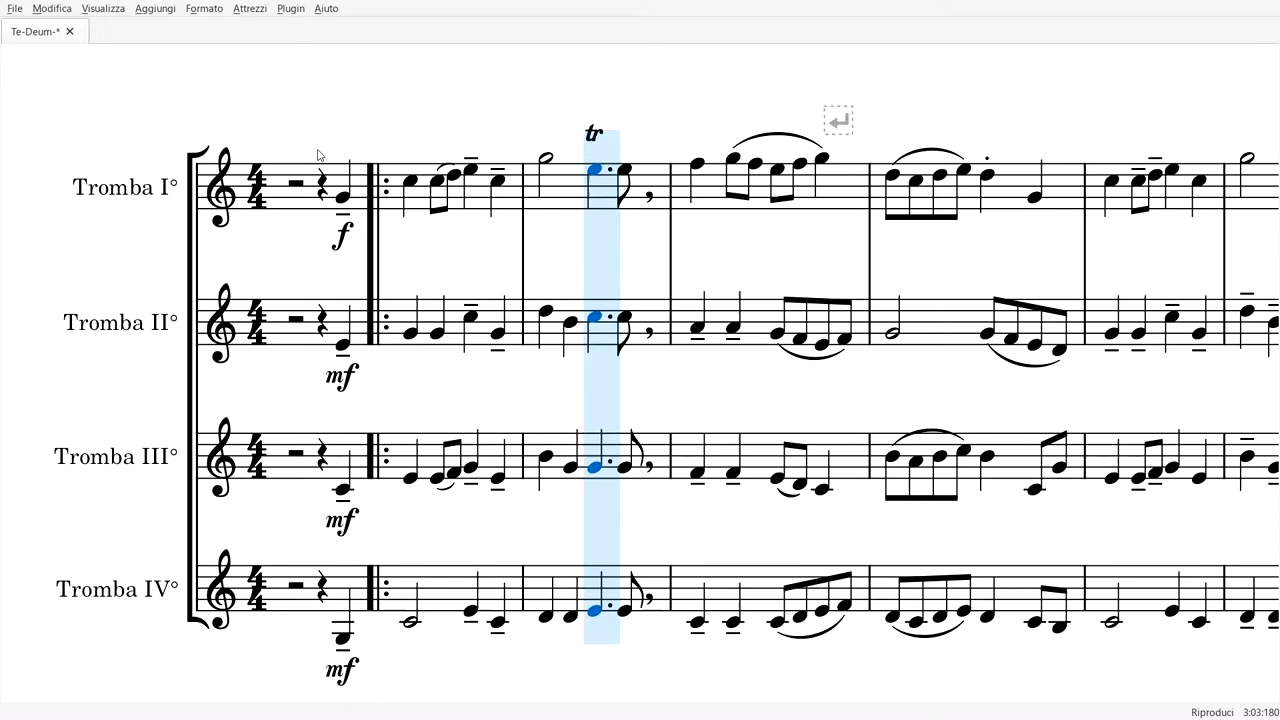 File Modifica Visualizza Aggiungi Formato Attrezzi Plugin Aiuto
Te-Deum-*
tr
Tromba I°
f
Tromba II°
mf
Tromba III°
mf
Tromba IV°
mf
Riproduci 3:03:180